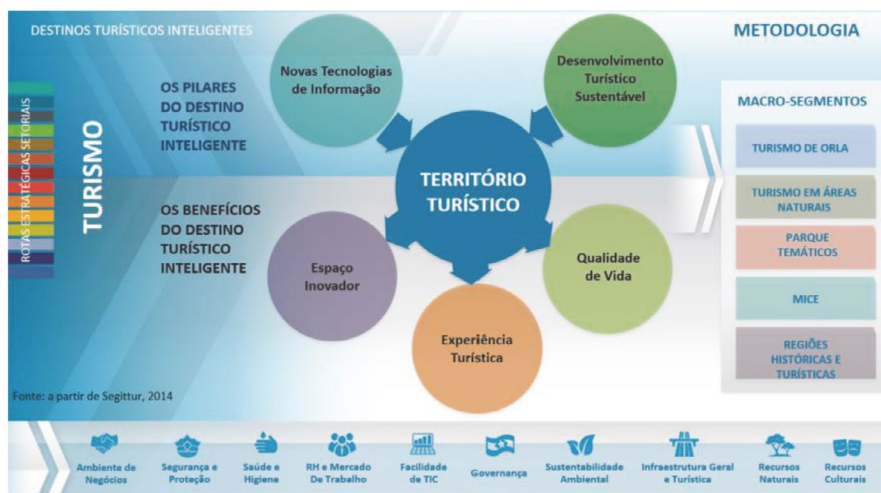 DESTINOS TURÍSTICOS INTELIGENTES
METODOLOGIA
ROTAS ESTRATÉGICAS SETORIAIS
TURISMO
OS PILARES
DO DESTINO
TURÍSTICO
INTELIGENTE
Novas Tecnologias
de Informação
Desenvolvimento
Turístico
Sustentável
TERRITÓRIO
TURÍSTICO
OS BENEFÍCIOS
DO DESTINO
TURÍSTICO
INTELIGENTE
Espaço
Inovador
Experiência
Turística
Qualidade
de Vida
MACRO-SEGMENTOS
TURISMO DE ORLA
TURISMO EM ÁREAS
NATURAIS
PARQUE
TEMÁTICOS
MICE
REGIÕES
HISTÓRICAS E
TURÍSTICAS
Fonte: a partir de Segittur, 2014
Ambiente de
Negócios
Segurança e
Proteção
Saúde e
Higiene
RH e Mercado
De Trabalho
Facilidade
de TIC
Governança
Sustentabilidade
Ambiental
Infraestrutura Geral
e Turística
Recursos
Naturais
Recursos
Culturais